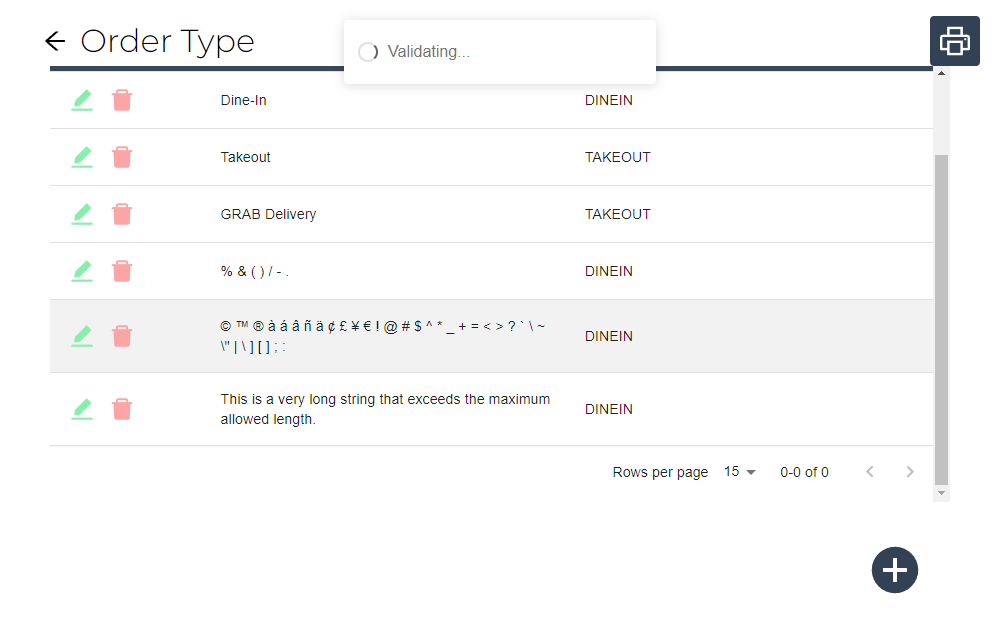 Order Type
Validating...
Dine-In DINEIN
Takeout TAKEOUT
GRAB Delivery TAKEOUT
% & ( ) / - . DINEIN
© ™ ® à á â ñ ä ¢ £ ¥ € ! @ # $ ^ * _ + = < > ? ` \ ~
\" | \ ] [ ] ; : DINEIN
This is a very long string that exceeds the maximum
allowed length. DINEIN
Rows per page 15 0-0 of 0